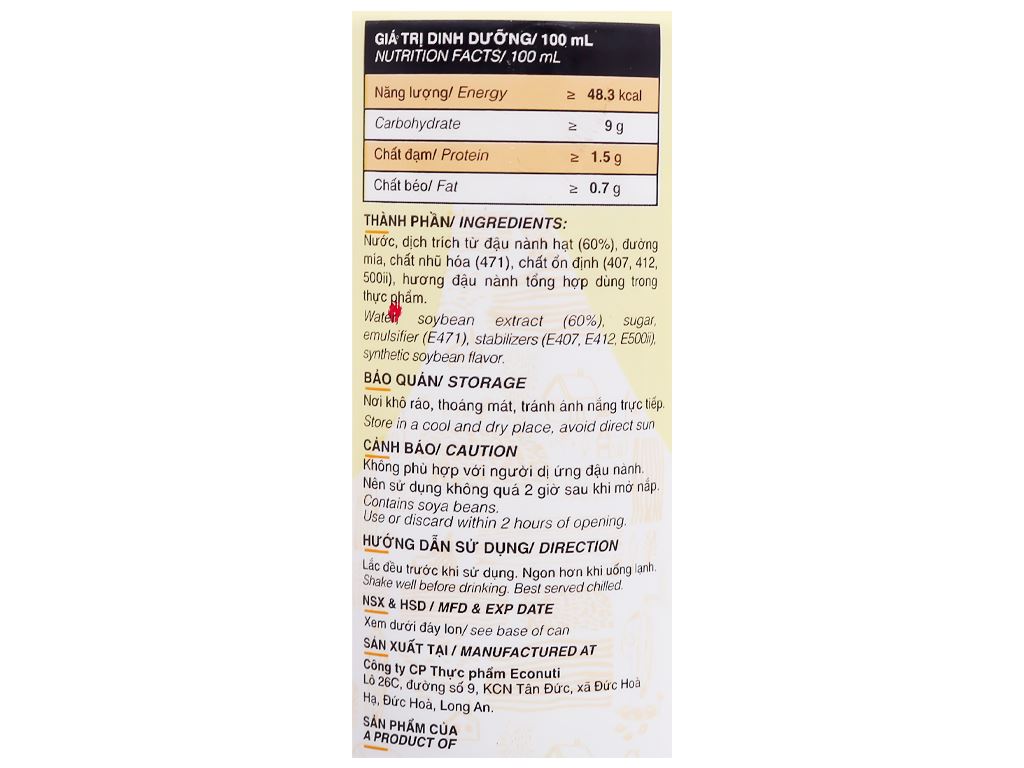 GIÁ TRỊ DINH DƯỠNG/ 100 mL
NUTRITION FACTS/ 100 mL
Năng lượng/ Energy ≥ 48.3 kcal
Carbohydrate ≥ 9 g
Chất đạm/ Protein ≥ 1.5 g
Chất béo/ Fat ≥ 0.7 g
THÀNH PHẦN/ INGREDIENTS:
Nước, dịch trích từ đậu nành hạt (60%), đường
mía, chất nhũ hóa (471), chất ổn định (407, 412,
500ii), hương đậu nành tổng hợp dùng trong
thực phẩm.
Water, soybean extract (60%), sugar,
emulsifier (E471), stabilizers (E407, E412, E500ii),
synthetic soybean flavor.
BẢO QUẢN/ STORAGE
Nơi khô ráo, thoáng mát, tránh ánh nắng trực tiếp.
Store in a cool and dry place, avoid direct sun
CẢNH BÁO/ CAUTION
Không phù hợp với người dị ứng đậu nành.
Nên sử dụng không quá 2 giờ sau khi mở nắp.
Contains soya beans.
Use or discard within 2 hours of opening.
HƯỚNG DẪN SỬ DỤNG/ DIRECTION
Lắc đều trước khi sử dụng. Ngon hơn khi uống lạnh.
Shake well before drinking. Best served chilled.
NSX & HSD / MFD & EXP DATE
Xem dưới đáy lon/ see base of can
SẢN XUẤT TẠI / MANUFACTURED AT
Công ty CP Thực phẩm Econuti
Lô 26C, đường số 9, KCN Tân Đức, xã Đức Hoà
Hạ, Đức Hoà, Long An.
SẢN PHẨM CỦA
A PRODUCT OF